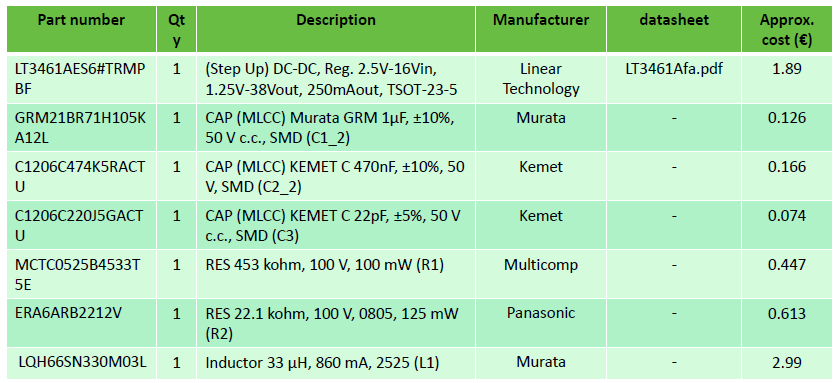 Part number Qt Description Manufacturer datasheet Approx.
y cost (€)
LT3461AES6#TRMP 1 (Step Up) DC-DC, Reg. 2.5V-16Vin, Linear LT3461Afa.pdf 1.89
BF 1.25V-38Vout, 250mAout, TSOT-23-5 Technology
GRM21BR71H105K 1 CAP (MLCC) Murata GRM 1µF, ±10%, Murata - 0.126
A12L 50 V c.c., SMD (C1_2)
C1206C474K5RACT 1 CAP (MLCC) KEMET C 470nF, ±10%, 50 Kemet - 0.166
U V, SMD (C2_2)
C1206C220J5GACT 1 CAP (MLCC) KEMET C 22pF, ±5%, 50 V Kemet - 0.074
U c.c., SMD (C3)
MCTC0525B4533T 1 RES 453 kohm, 100 V, 100 mW (R1) Multicomp - 0.447
5E
ERA6ARB2212V 1 RES 22.1 kohm, 100 V, 0805, 125 mW Panasonic - 0.613
(R2)
LQH66SN330M03L 1 Inductor 33 µH, 860 mA, 2525 (L1) Murata - 2.99